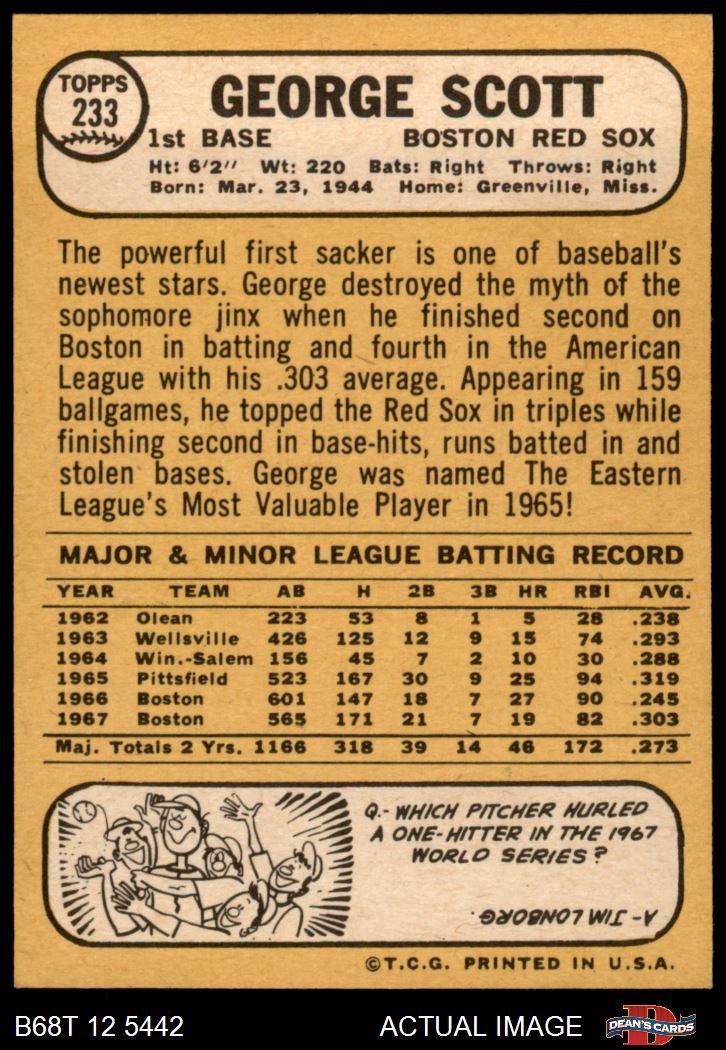 TOPPS
233
GEORGE SCOTT
1st BASE BOSTON RED SOX
Ht: 6'2'' Wt: 220 Bats: Right Throws: Right
Born: Mar. 23, 1944 Home: Greenville, Miss.
The powerful first sacker is one of baseball's
newest stars. George destroyed the myth of the
sophomore jinx when he finished second on
Boston in batting and fourth in the American
League with his .303 average. Appearing in 159
ballgames, he topped the Red Sox in triples while
finishing second in base-hits, runs batted in and
stolen bases. George was named The Eastern
League's Most Valuable Player in 1965!
MAJOR & MINOR LEAGUE BATTING RECORD
YEAR TEAM AB H 2B 3B HR RBI AVG.
1962 Olean 223 53 8 1 5 28 .238
1963 Wellsville 426 125 12 9 15 74 .293
1964 Win.-Salem 156 45 7 2 10 30 .288
1965 Pittsfield 523 167 30 9 25 94 .319
1966 Boston 601 147 18 7 27 90 .245
1967 Boston 565 171 21 7 19 82 .303
Maj. Totals 2 Yrs. 1166 318 39 14 46 172 .273
Q.- WHICH PITCHER HURLED
A ONE-HITTER IN THE 1967
WORLD SERIES?
A- JIM LONBORG.
©T.C.G. PRINTED IN U.S.A.
B68T 12 5442 ACTUAL IMAGE D DEAN'S CARDS